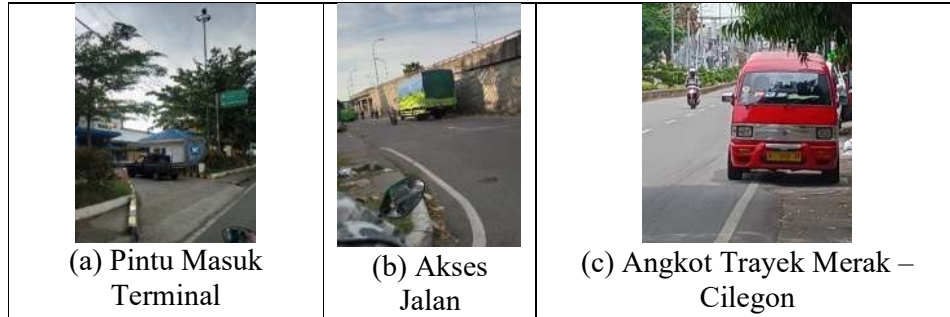 (a) Pintu Masuk
Terminal
(b) Akses
Jalan
(c) Angkot Trayek Merak –
Cilegon